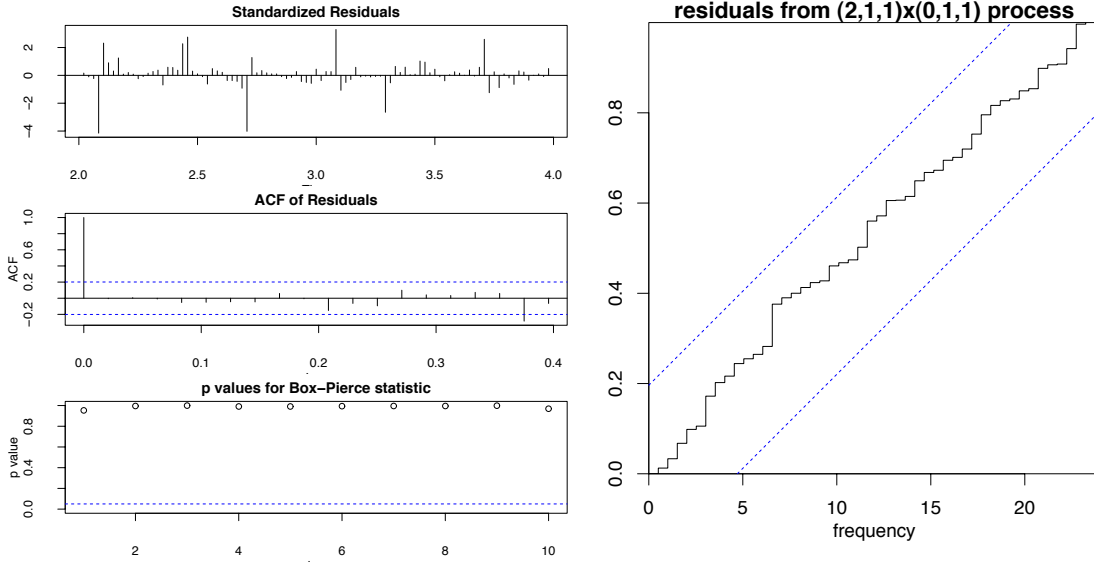 Standardized Residuals
2
0
−2
−4
2.0 2.5 3.0 3.5 4.0
ACF of Residuals
ACF
1.0
0.6
0.2
−0.2
0.0 0.1 0.2 0.3 0.4
p values for Box−Pierce statistic
p value
0.8
0.4
0.0
2 4 6 8 10
residuals from (2,1,1)x(0,1,1) process
0.8
0.6
0.4
0.2
0.0
0 5 10 15 20
frequency